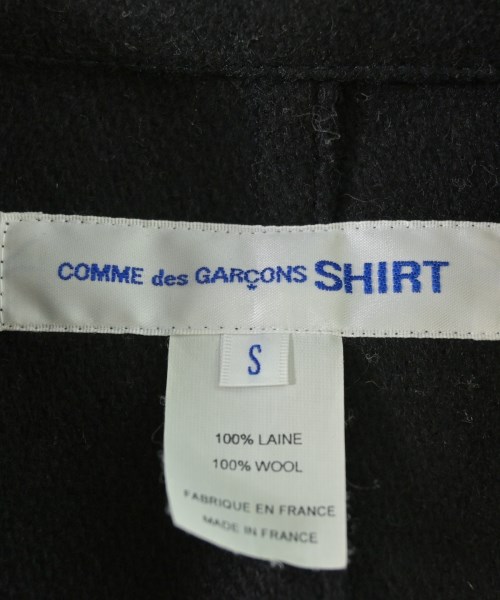 COMME des GARÇONS SHIRT
S
100% LAINE
100% WOOL
FABRIQUE EN FRANCE
MADE IN FRANCE